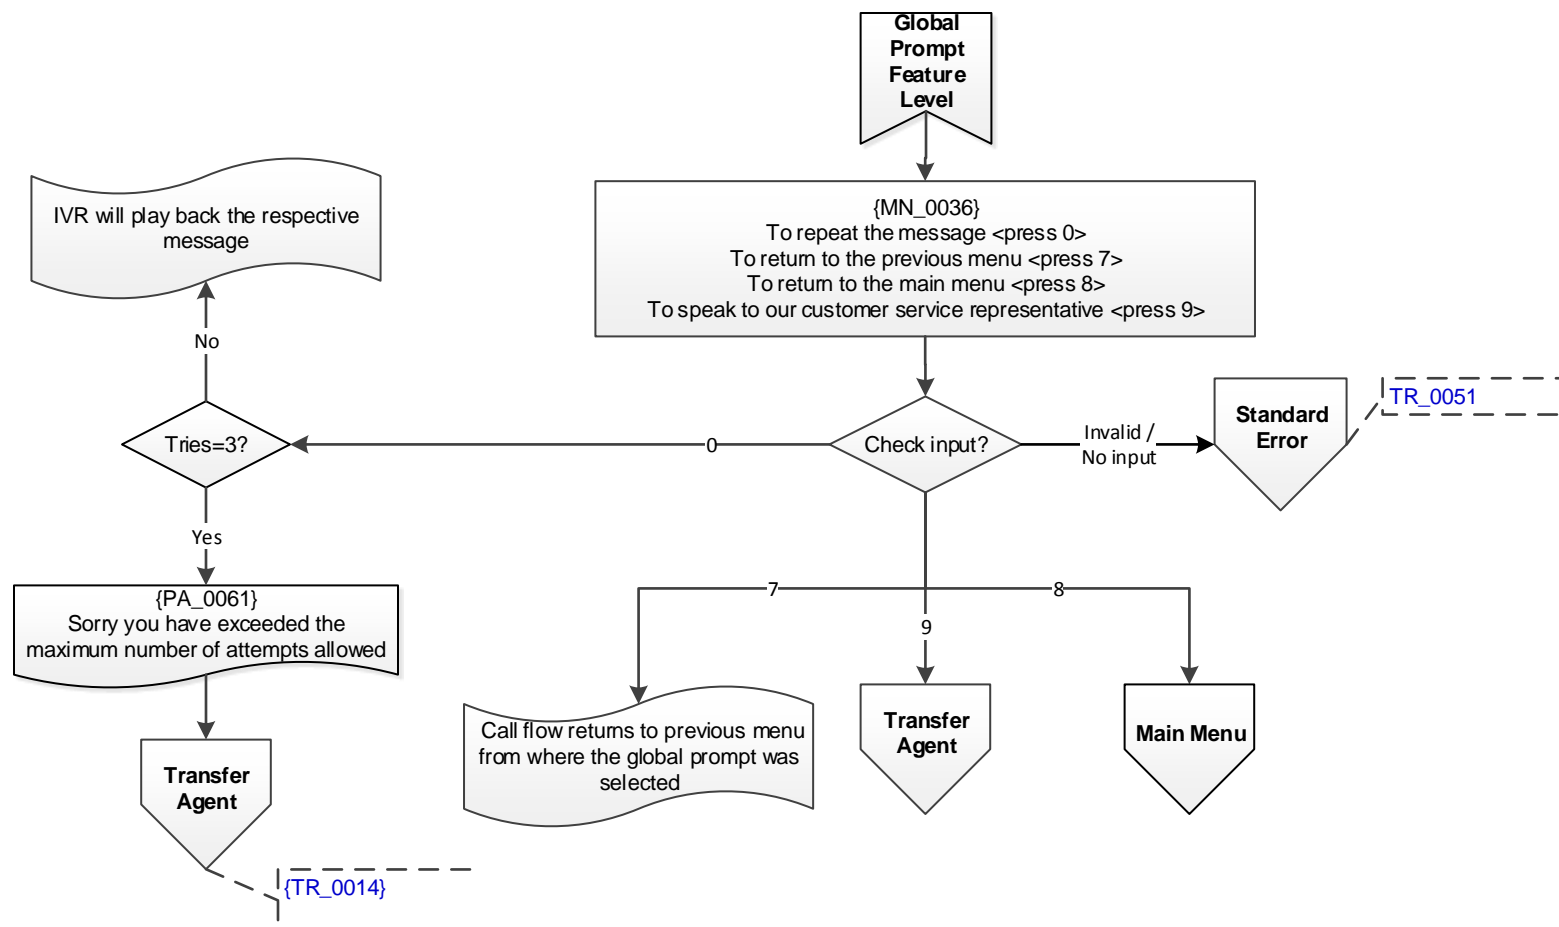 Global
Prompt
Feature
Level
{MN_0036}
To repeat the message <press 0>
To return to the previous menu <press 7>
To return to the main menu <press 8>
To speak to our customer service representative <press 9>
IVR will play back the respective
message
No
Tries=3?
0
Check input?
Invalid /
No input
Standard
Error
TR_0051
Yes
{PA_0061}
Sorry you have exceeded the
maximum number of attempts allowed
7
8
9
Transfer
Agent
{TR_0014}
Call flow returns to previous menu
from where the global prompt was
selected
Transfer
Agent
Main Menu